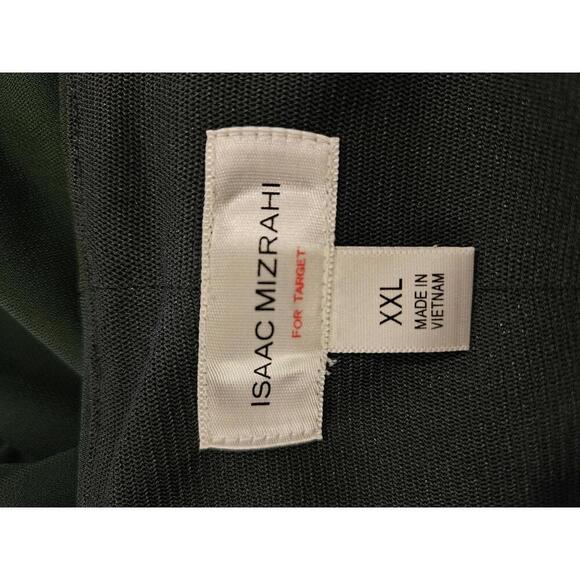 ISAAC MIZRAHI
FOR TARGET
XXL
MADE IN
VIETNAM